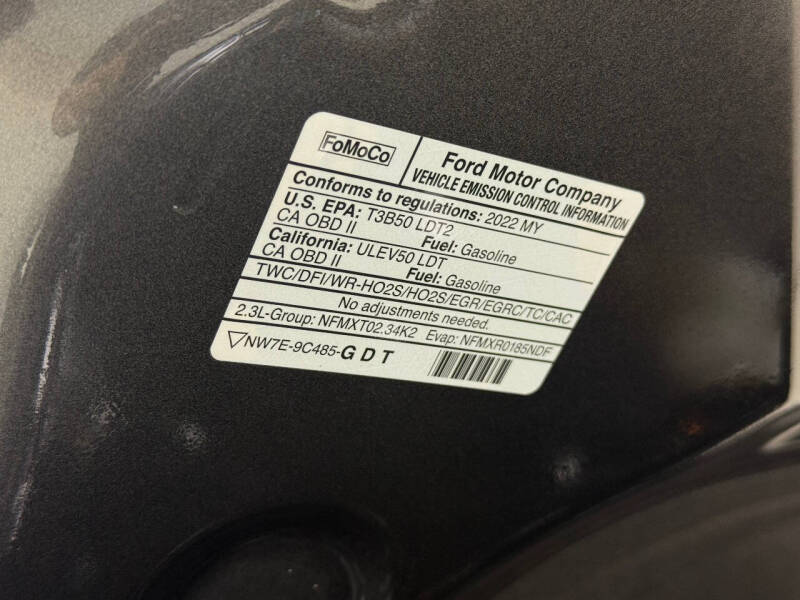 FoMoCo
Ford Motor Company
VEHICLE EMISSION CONTROL INFORMATION
Conforms to regulations: 2022 MY
U.S. EPA: T3B50 LDT2
CA OBD II Fuel: Gasoline
California: ULEV50 LDT
CA OBD II Fuel: Gasoline
TWC/DFI/WR-HO2S/HO2S/EGR/EGRC/TC/CAC
No adjustments needed.
2.3L-Group: NFMXT02.34K2 Evap: NFMXR0185NDF
NW7E-9C485-GDT